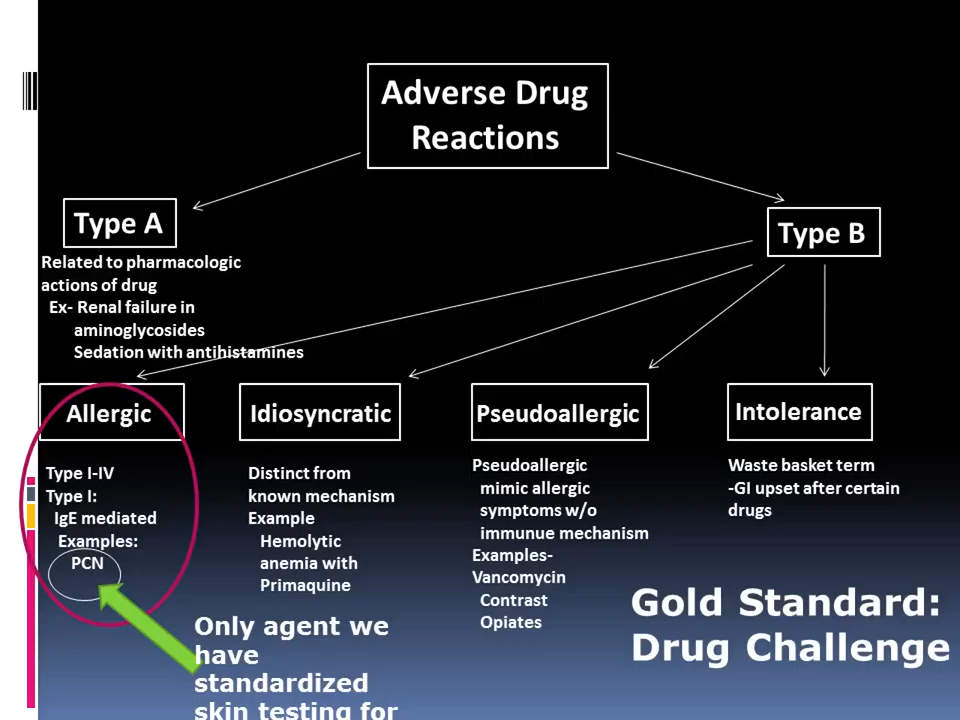 Adverse Drug
Reactions
Type A
Type B
Related to pharmacologic
actions of drug
Ex- Renal failure in
aminoglycosides
Sedation with antihistamines
Allergic
Idiosyncratic
Pseudoallergic
Intolerance
Type I-IV
Type I:
IgE mediated
Examples:
PCN
Distinct from
known mechanism
Example
Hemolytic
anemia with
Primaquine
Pseudoallergic
mimic allergic
symptoms w/o
immunue mechanism
Examples-
Vancomycin
Contrast
Opiates
Waste basket term
-GI upset after certain
drugs
Only agent we
have
standardized
skin testing for
Gold Standard:
Drug Challenge